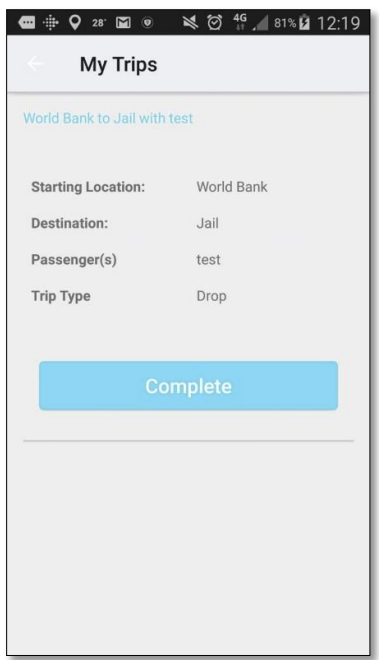 28°
4G
81%
12:19
My Trips
World Bank to Jail with test
Starting Location: World Bank
Destination: Jail
Passenger(s) test
Trip Type Drop
Complete